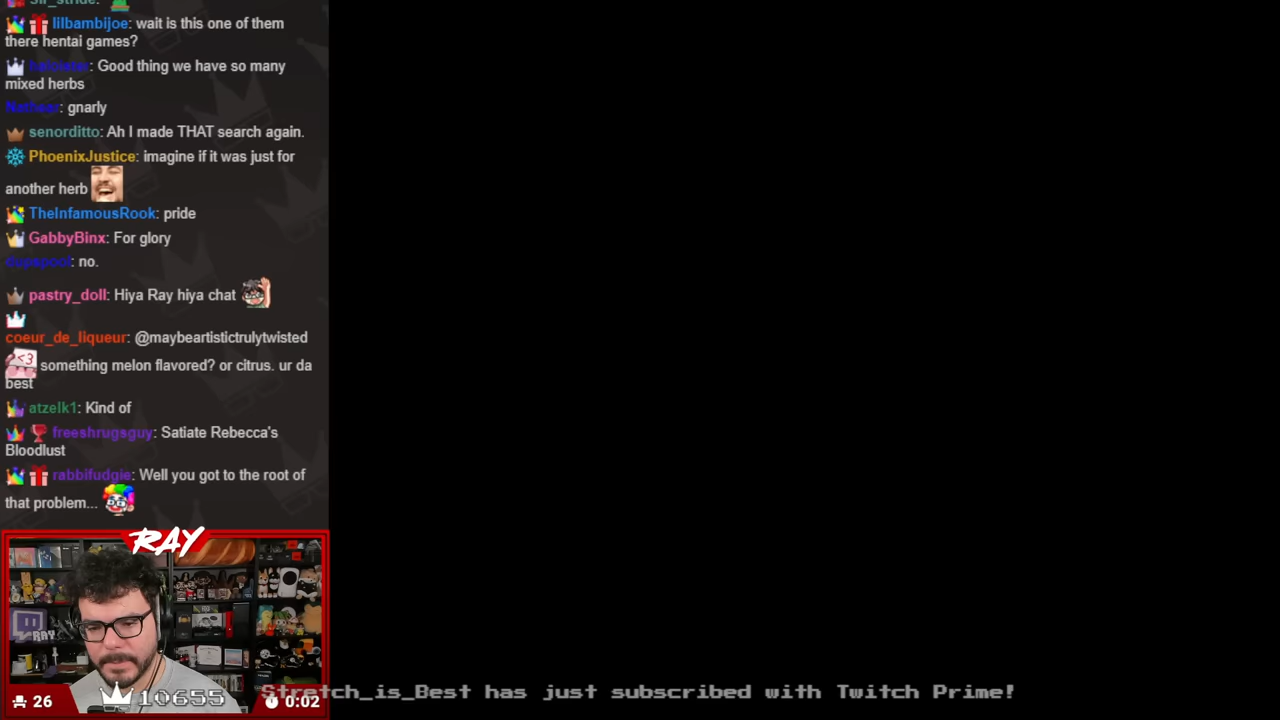 lilbambijoe: wait is this one of them
there hentai games?
: Good thing we have so many
mixed herbs
: gnarly
senorditto: Ah I made THAT search again.
PhoenixJustice: imagine if it was just for
another herb
TheInfamousRook: pride
GabbyBinx: For glory
: no.
pastry_doll: Hiya Ray hiya chat
coeur_de_liqueur: @maybeartistictrulytwisted
<3 something melon flavored? or citrus. ur da
best
atzelk1: Kind of
freeshrugsguy: Satiate Rebecca's
Bloodlust
rabbifudgie: Well you got to the root of
that problem...
RAY
RAY
26
10655
0:02
Stretch_is_Best has just subscribed with Twitch Prime!